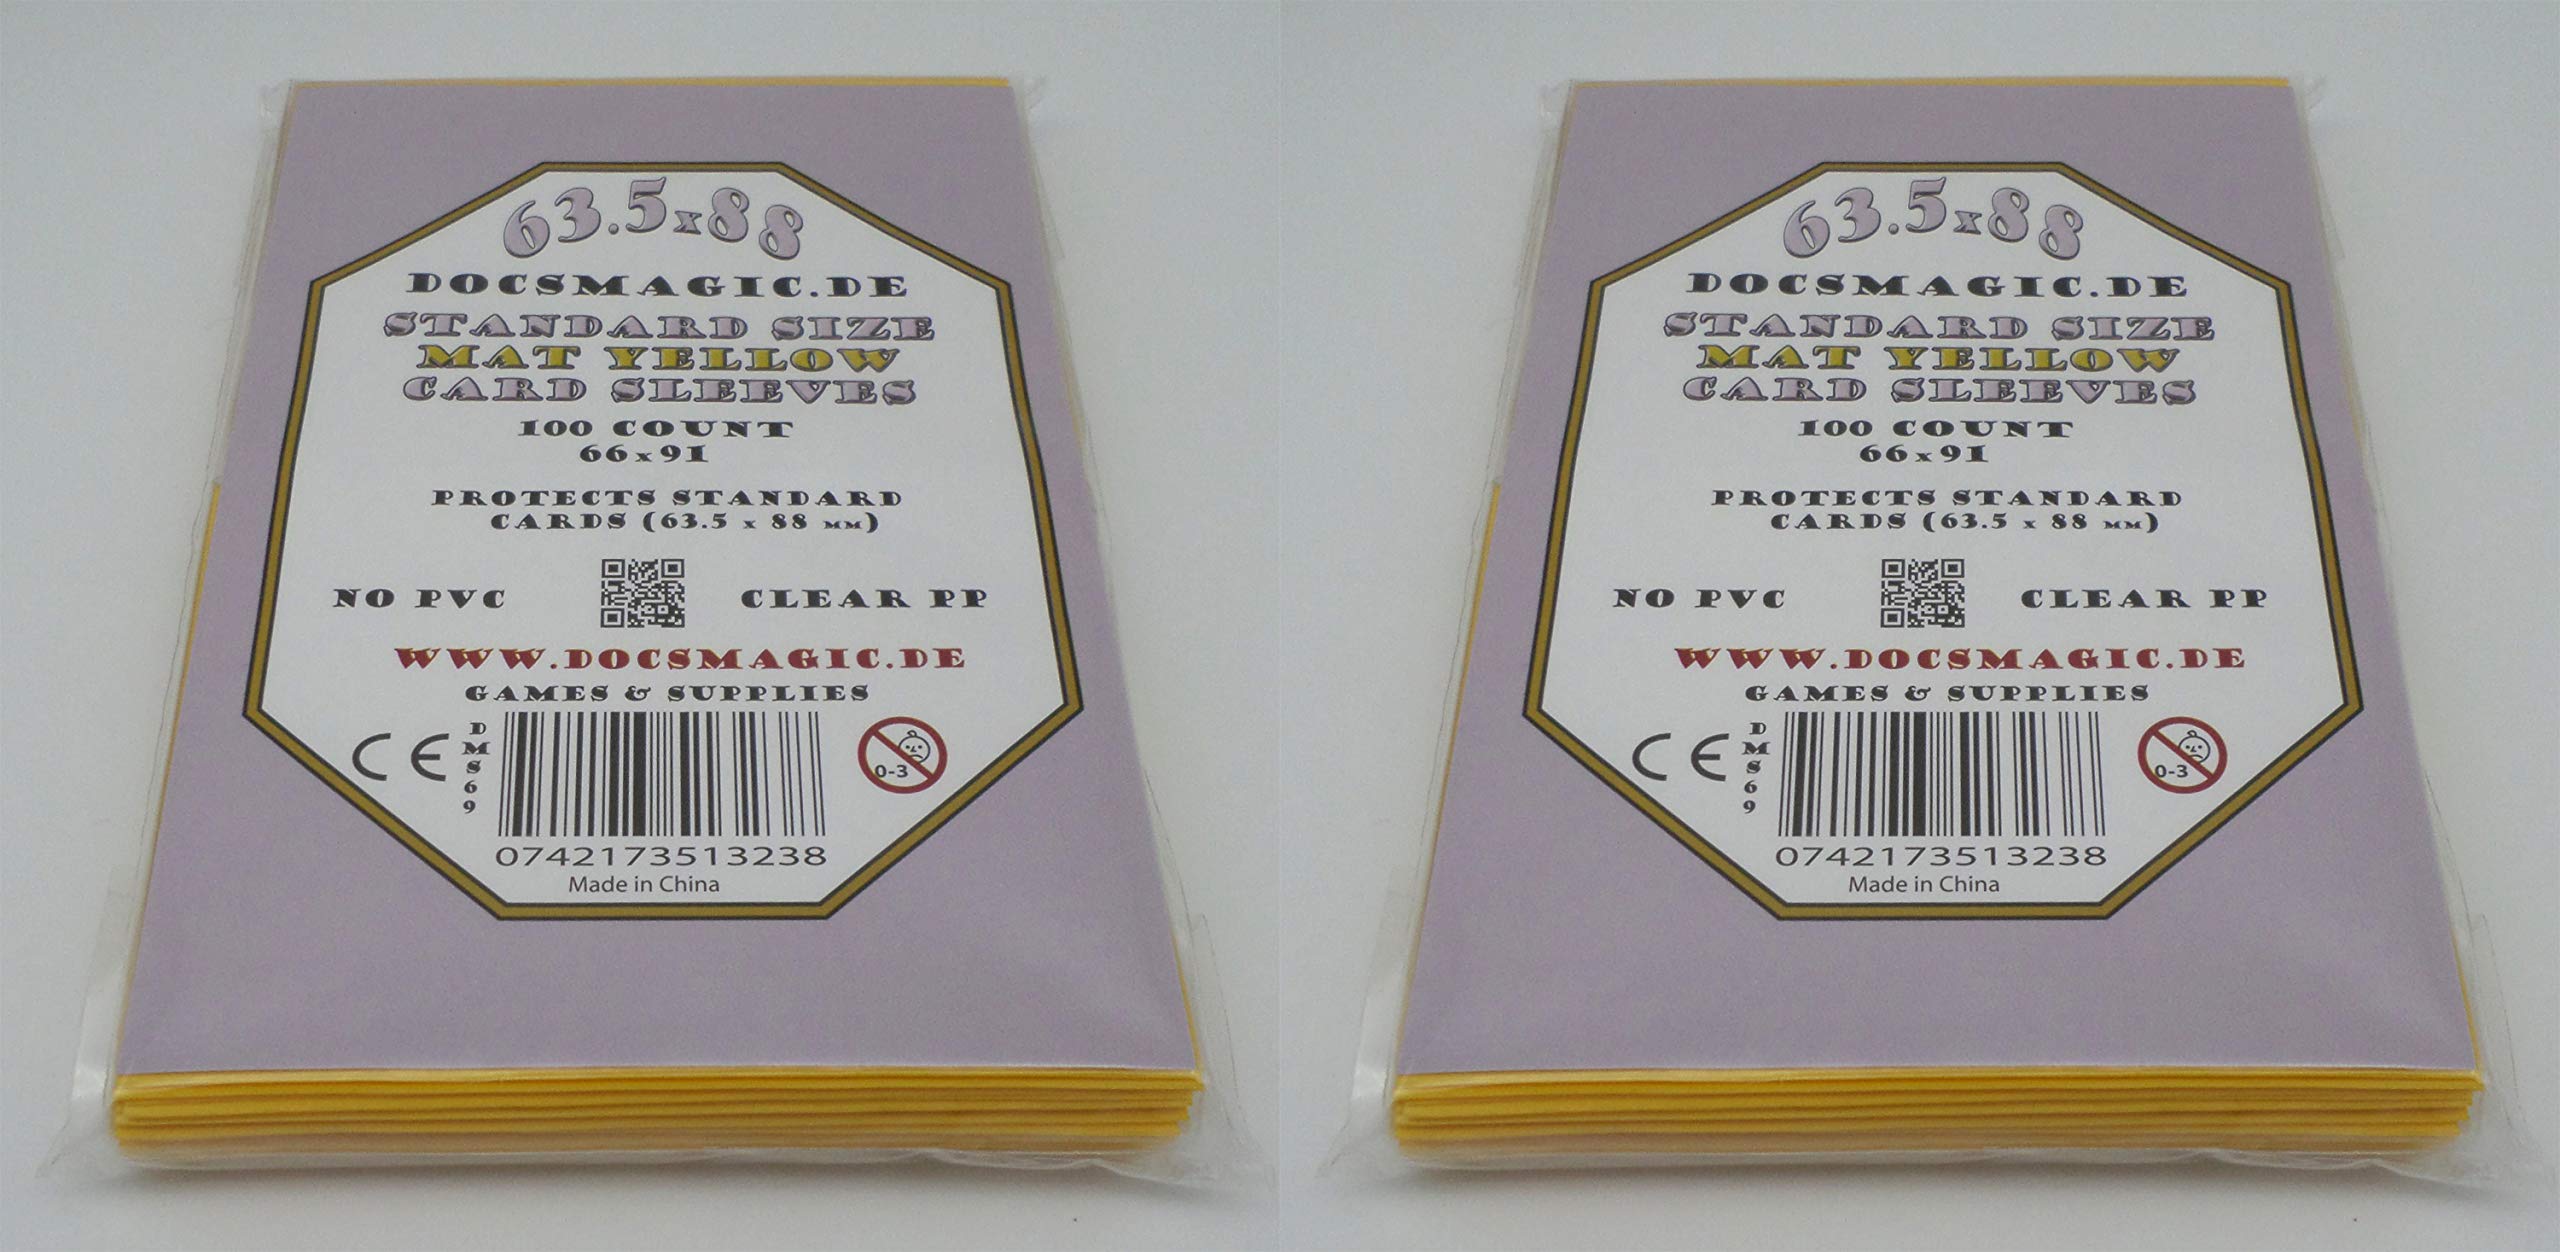 63.5x88
DOCSMAGIC.DE
STANDARD SIZE
MAT YELLOW
CARD SLEEVES
100 COUNT
66x91
PROTECTS STANDARD
CARDS (63.5 x 88 MM)
NO PVC CLEAR PP
WWW.DOCSMAGIC.DE
GAMES & SUPPLIES
CE DMS69 0-3
0742173513238
Made in China
63.5x88
DOCSMAGIC.DE
STANDARD SIZE
MAT YELLOW
CARD SLEEVES
100 COUNT
66x91
PROTECTS STANDARD
CARDS (63.5 x 88 MM)
NO PVC CLEAR PP
WWW.DOCSMAGIC.DE
GAMES & SUPPLIES
CE DMS69 0-3
0742173513238
Made in China